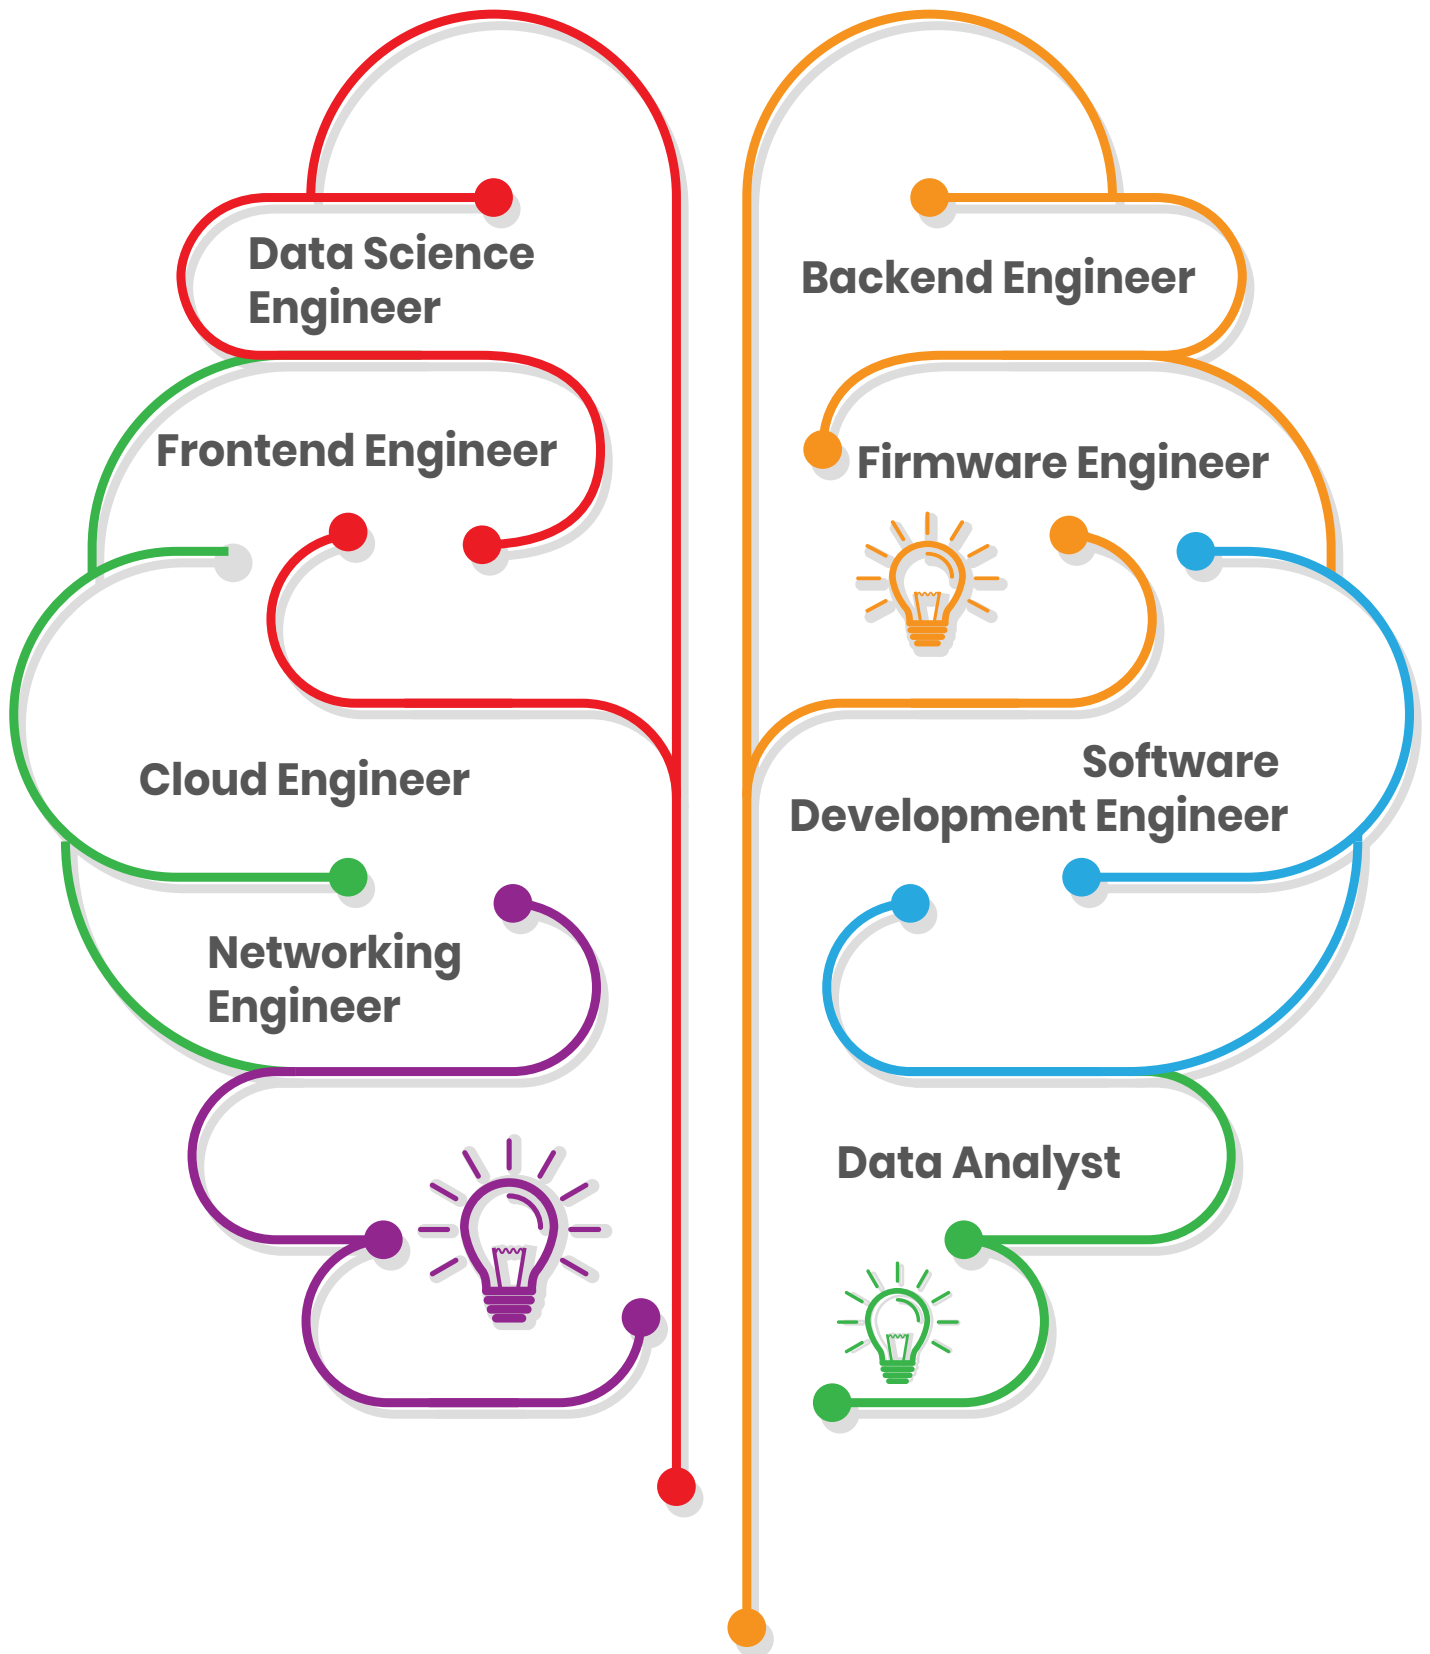 Data Science
Engineer
Backend Engineer
Frontend Engineer
Firmware Engineer
Cloud Engineer
Software
Development Engineer
Networking
Engineer
Data Analyst